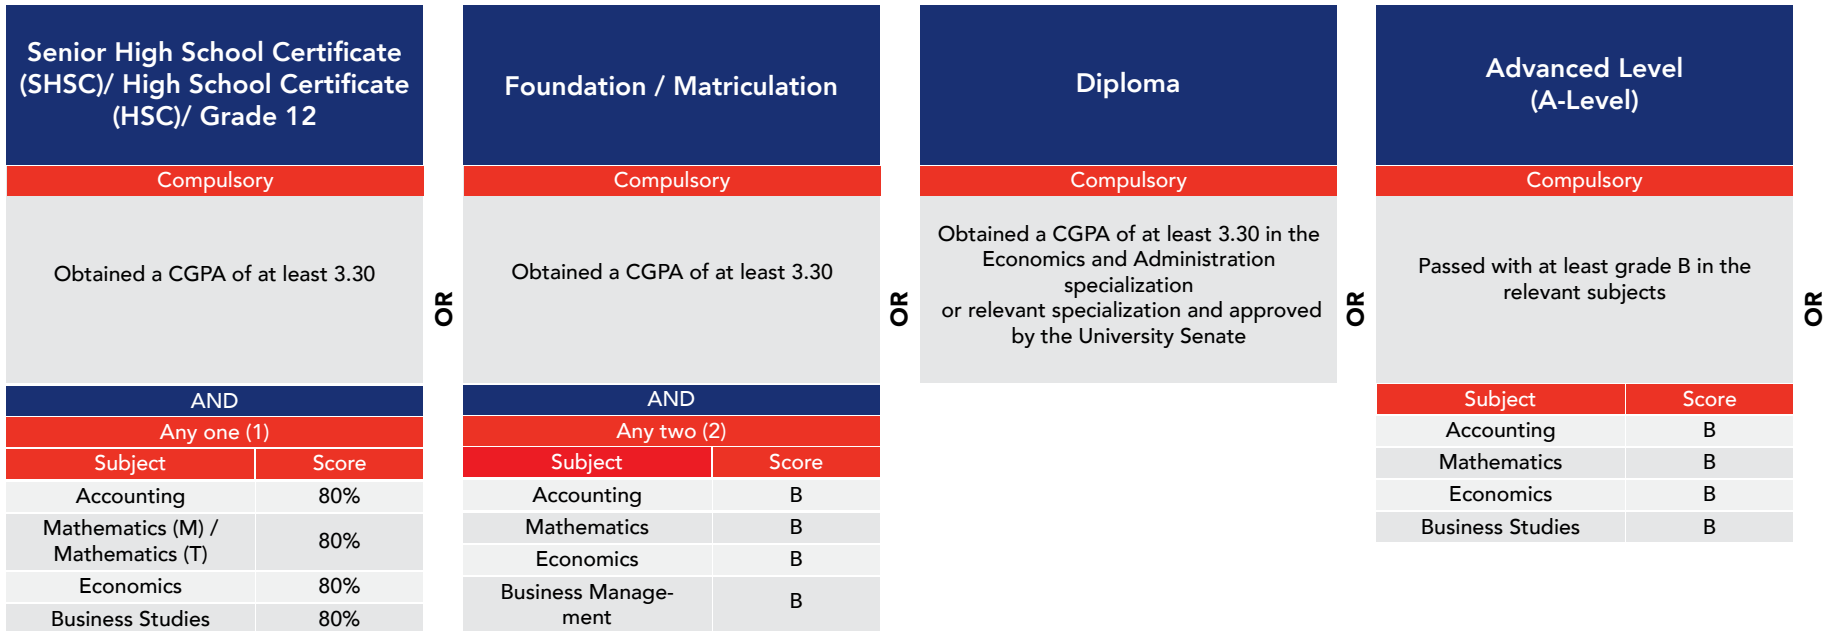 Senior High School Certificate
(SHSC)/ High School Certificate
(HSC)/ Grade 12
Compulsory
Obtained a CGPA of at least 3.30
AND
Any one (1)
Subject Score
Accounting 80%
Mathematics (M) /
Mathematics (T)
80%
Economics 80%
Business Studies 80%
OR
Foundation / Matriculation
Compulsory
Obtained a CGPA of at least 3.30
AND
Any two (2)
Subject Score
Accounting B
Mathematics B
Economics B
Business Manage-
ment
B
OR
Diploma
Compulsory
Obtained a CGPA of at least 3.30 in the
Economics and Administration
specialization
or relevant specialization and approved
by the University Senate
OR
Advanced Level
(A-Level)
Compulsory
Passed with at least grade B in the
relevant subjects
Subject Score
Accounting B
Mathematics B
Economics B
Business Studies B
OR